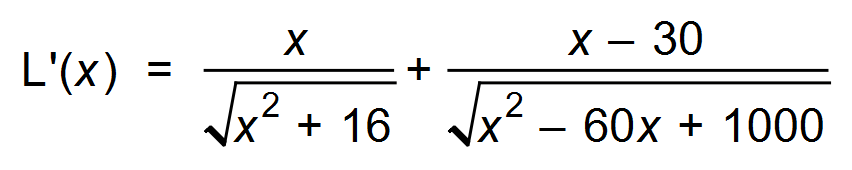 L'(x) = x/√(x² + 16) + (x – 30)/√(x² – 60x + 1000)